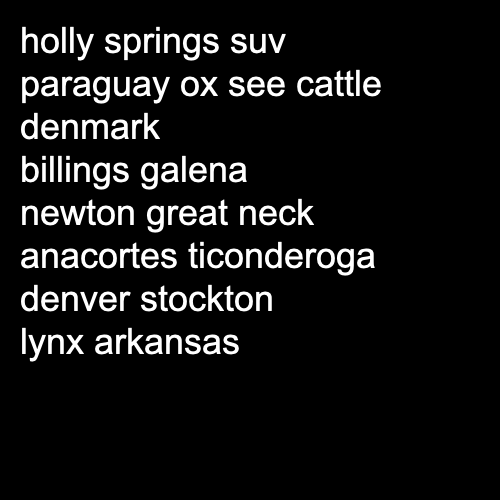 holly springs suv
paraguay ox see cattle
denmark
billings galena
newton great neck
anacortes ticonderoga
denver stockton
lynx arkansas